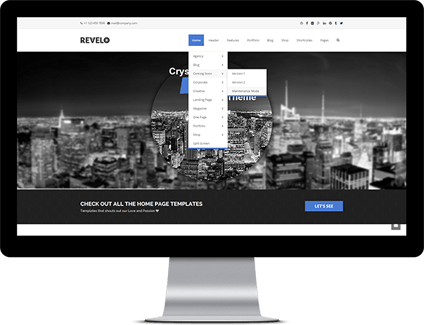 REVELO
Home Header Features Portfolio Blog Shop Shortcodes Pages
Agency
Blog
Coming Soon
Version 1
Corporate
Version 2
Creative
Maintenance Mode
Landing Page
Magazine
One Page
Portfolio
Shop
Split Screen
Crys
Theme
CHECK OUT ALL THE HOME PAGE TEMPLATES
Templates that shouts out our Love and Passion
LET'S SEE